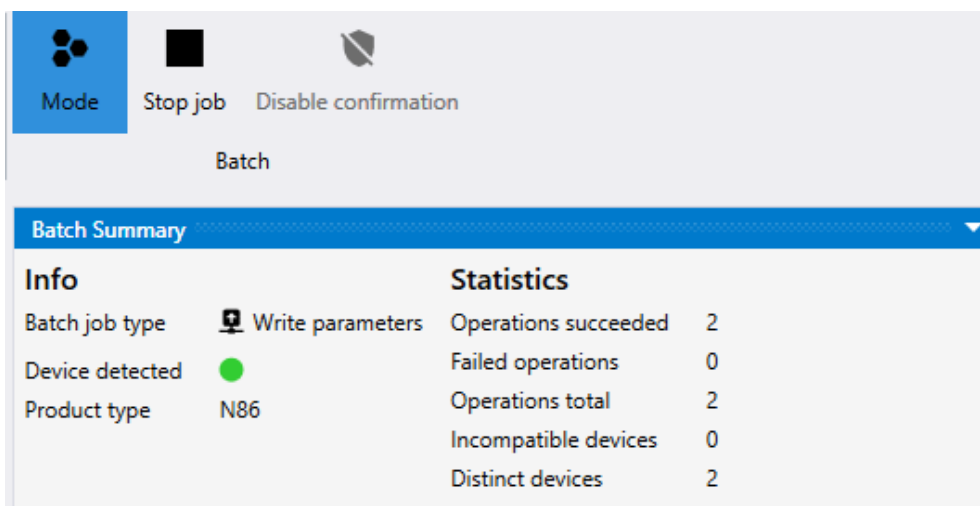 Mode
Stop job
Disable confirmation
Batch
Batch Summary
Info
Batch job type
Write parameters
Device detected
Product type
N86
Statistics
Operations succeeded
2
Failed operations
0
Operations total
2
Incompatible devices
0
Distinct devices
2